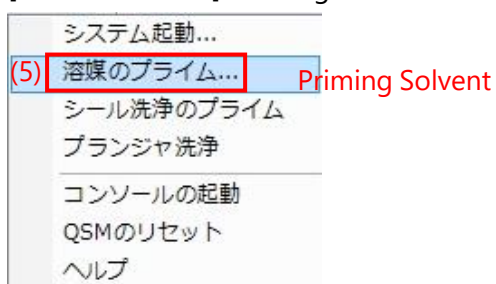 システム起動...
(5) 溶媒のプライム... Priming Solvent
シール洗浄のプライム
プランジャ洗浄
コンソールの起動
QSMのリセット
ヘルプ